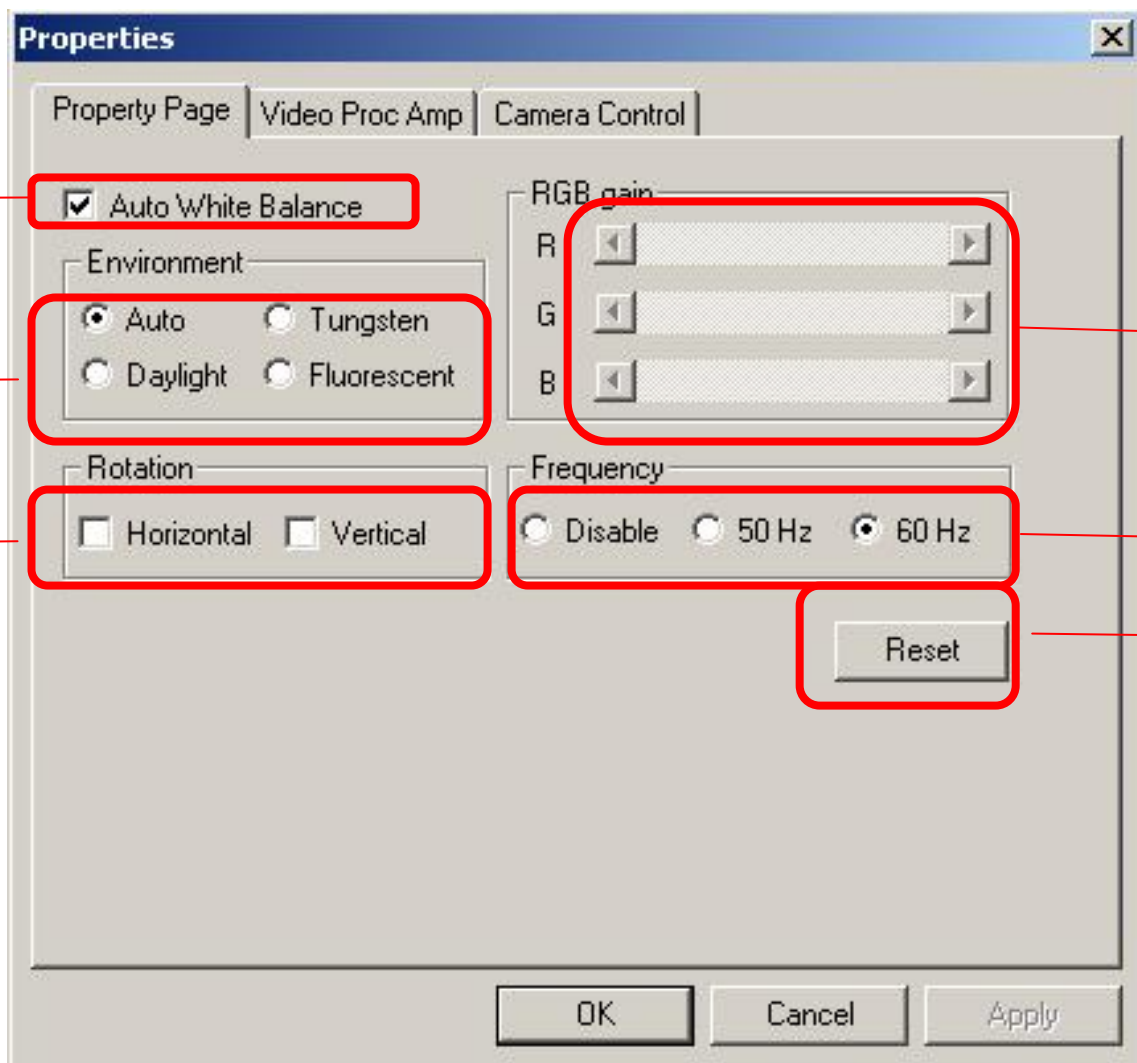 Properties
Property Page Video Proc Amp Camera Control
Auto White Balance
Environment
Auto Tungsten
Daylight Fluorescent
RGB gain
R
G
B
Rotation
Horizontal Vertical
Frequency
Disable 50 Hz 60 Hz
Reset
OK Cancel Apply